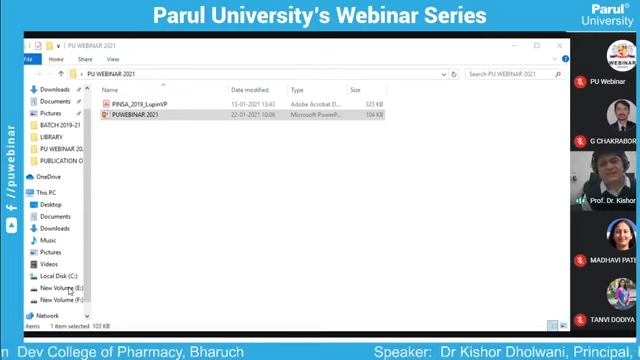 Parul University's Webinar Series
Parul®
University
PU WEBINAR 2021
File
Home
Share
View
PU WEBINAR 2021
Search PU WEBINAR 2021
Name
Date modified
Type
Size
Downloads
Documents
Pictures
BATCH 2019-21
LIBRARY
PU WEBINAR 202
PUBLICATION O
OneDrive
This PC
Desktop
Documents
Downloads
Music
Pictures
Videos
Local Disk (C:)
New Volume (E:)
New Volume (F:)
Network
PINSA_2019_LupinVP
13-01-2021 13:43
Adobe Acrobat D...
323 KB
PUWEBINAR 2021
22-01-2021 10:06
Microsoft PowerP...
104 KB
items
1 item selected
103 KB
WEBINAR
PU Webinar
G CHAKRABOR
Prof. Dr. Kishor
MADHAVI PATE
TANVI DODIYA
f //puwebinar
Dev College of Pharmacy, Bharuch
Speaker: Dr Kishor Dholwani, Principal,